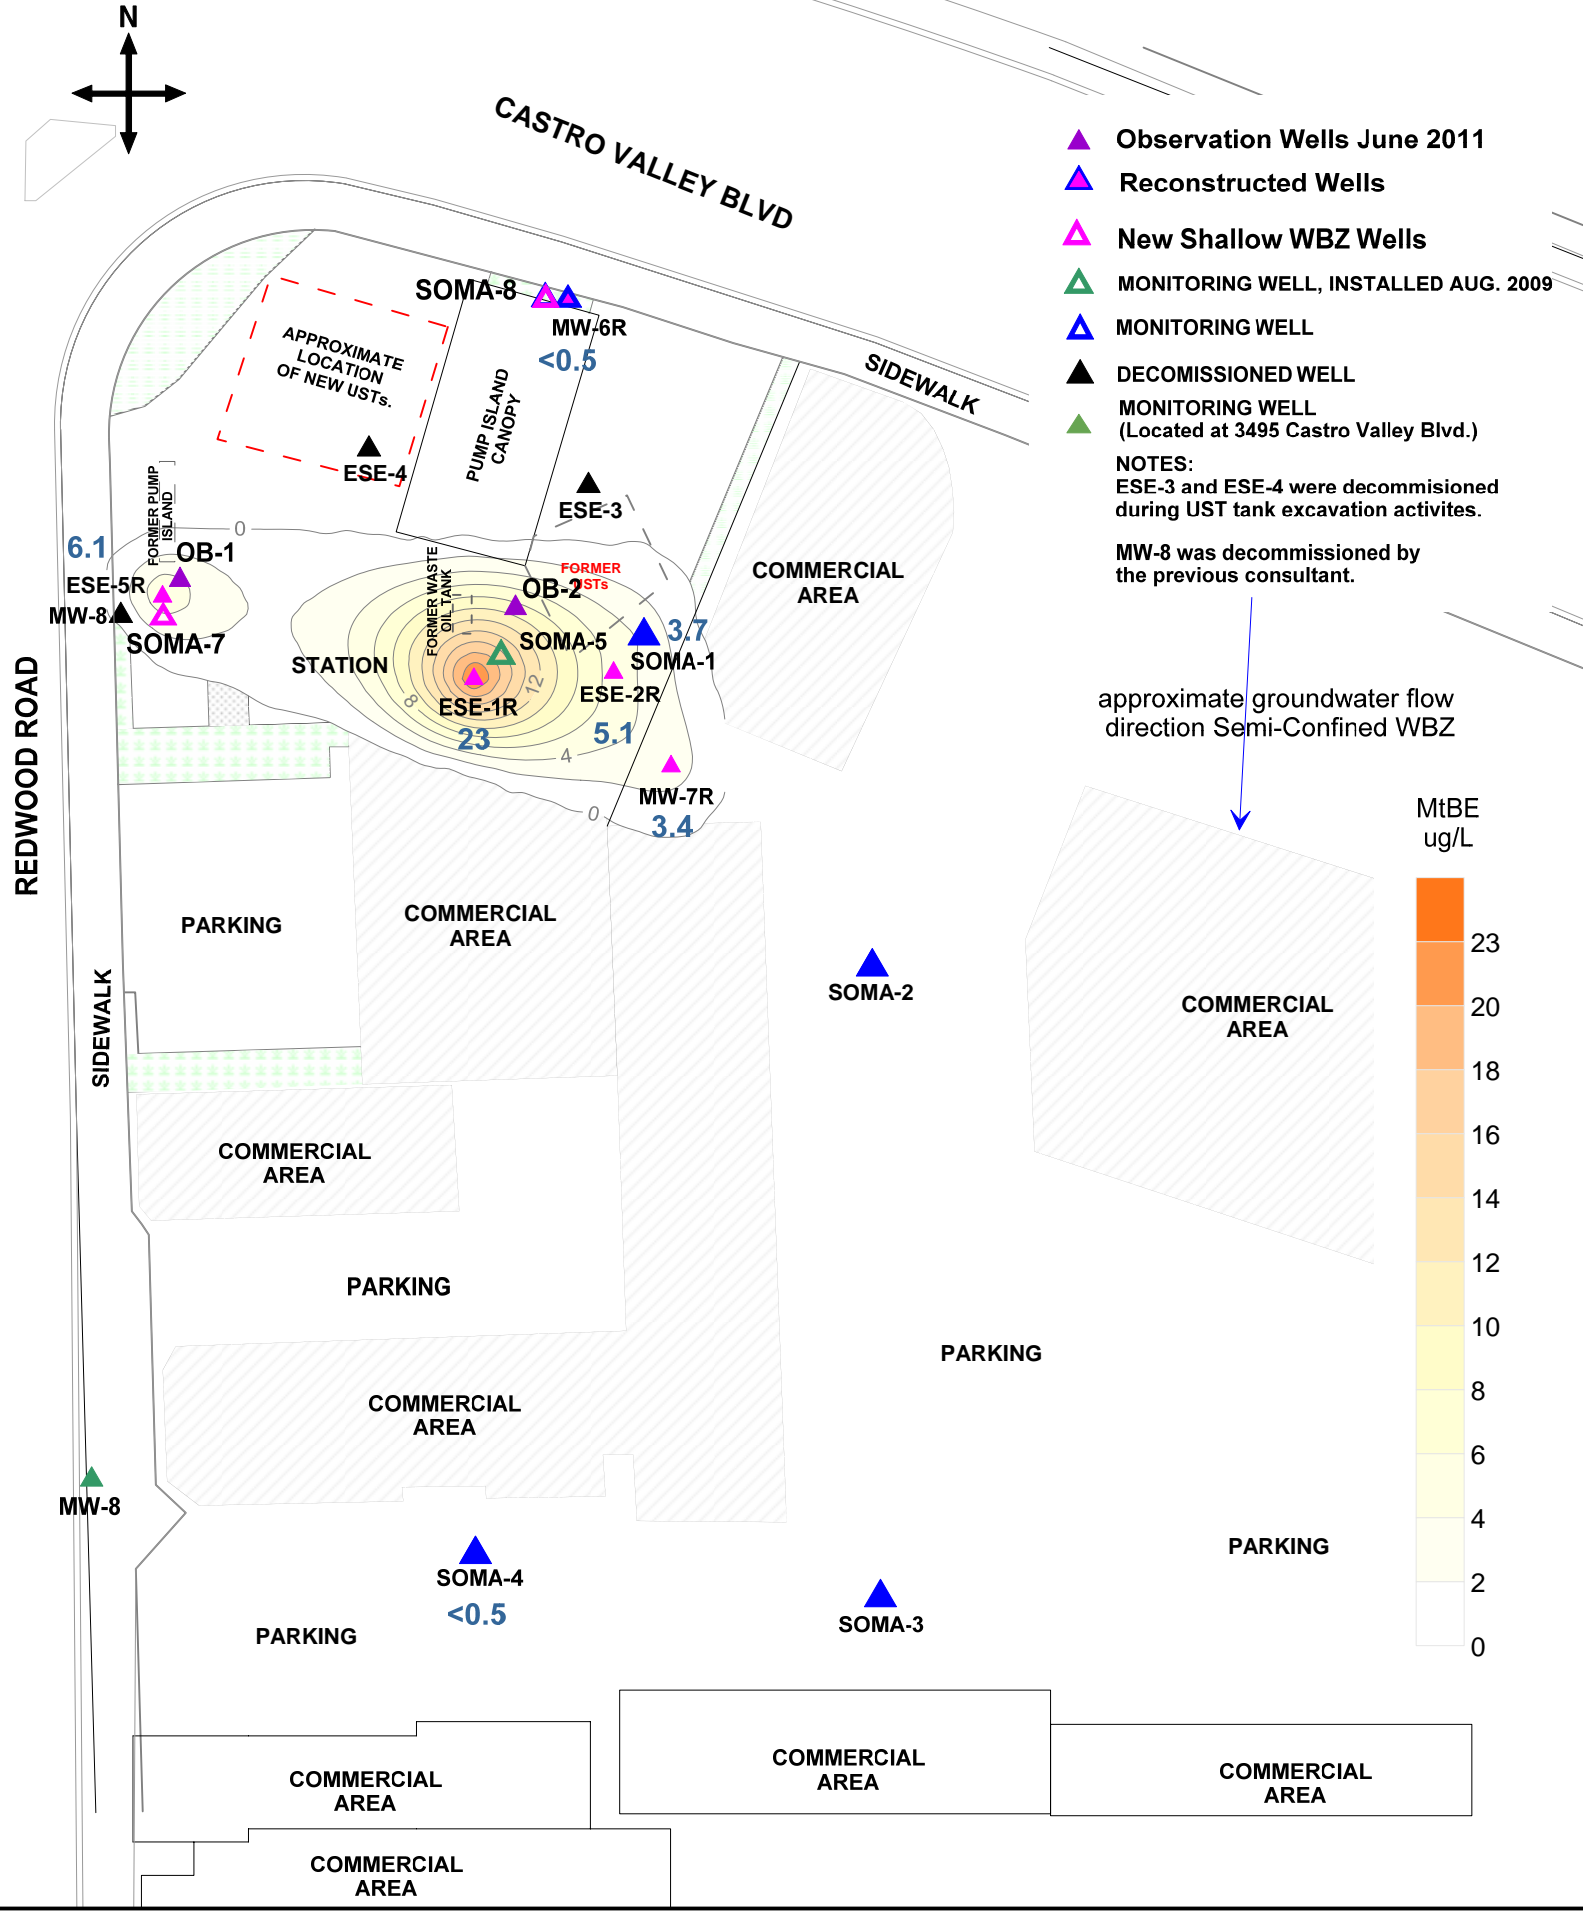 N
CASTRO VALLEY BLVD
Observation Wells June 2011
Reconstructed Wells
New Shallow WBZ Wells
MONITORING WELL, INSTALLED AUG. 2009
MONITORING WELL
DECOMISSIONED WELL
MONITORING WELL
(Located at 3495 Castro Valley Blvd.)
NOTES:
ESE-3 and ESE-4 were decommisioned
during UST tank excavation activites.
MW-8 was decommissioned by
the previous consultant.
SOMA-8
MW-6R
<0.5
APPROXIMATE
LOCATION
OF NEW USTs.
PUMP ISLAND
CANOPY
SIDEWALK
ESE-4
ESE-3
FORMER PUMP
ISLAND
0
6.1
OB-1
ESE-5R
MW-8
SOMA-7
FORMER WASTE
OIL TANK
FORMER
USTs
OB-2
SOMA-5
3.7
SOMA-1
STATION
ESE-2R
5.1
8
12
ESE-1R
23
4
0
MW-7R
3.4
COMMERCIAL
AREA
approximate groundwater flow
direction Semi-Confined WBZ
REDWOOD ROAD
SIDEWALK
PARKING
COMMERCIAL
AREA
SOMA-2
COMMERCIAL
AREA
MtBE
ug/L
23
20
18
16
14
12
10
8
6
4
2
0
COMMERCIAL
AREA
PARKING
PARKING
COMMERCIAL
AREA
MW-8
SOMA-4
<0.5
PARKING
PARKING
SOMA-3
COMMERCIAL
AREA
COMMERCIAL
AREA
COMMERCIAL
AREA
COMMERCIAL
AREA